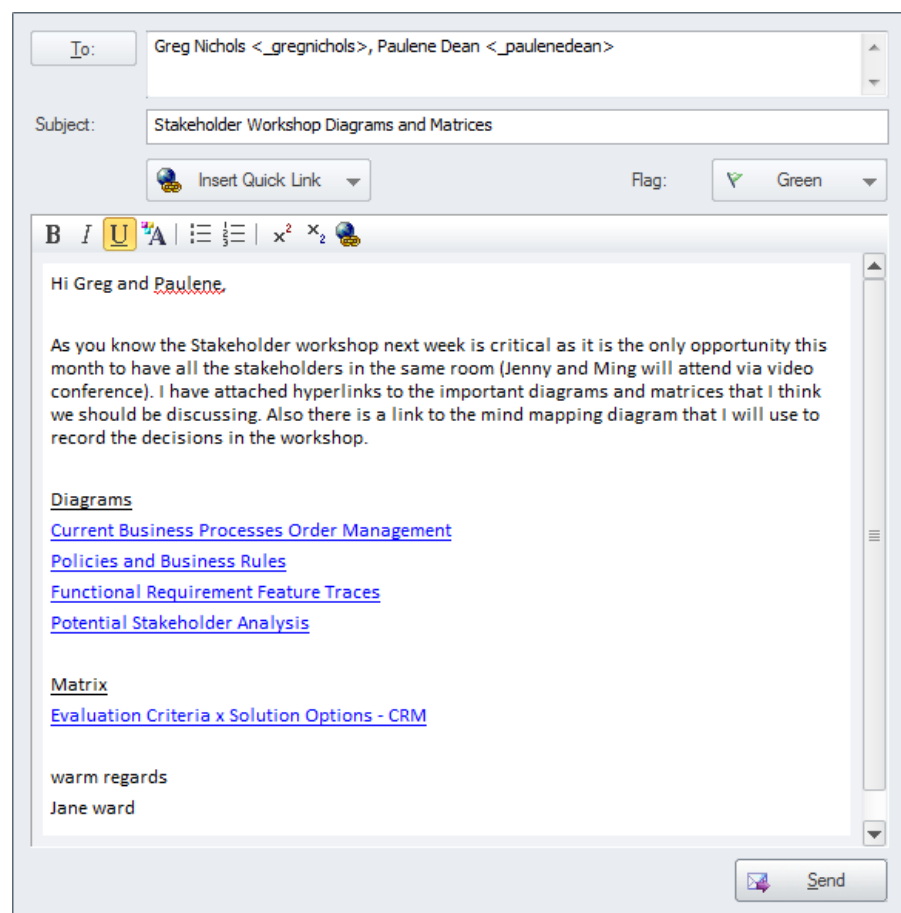 To:
Greg Nichols <_gregnichols>, Paulene Dean <_paulenedean>
Subject:
Stakeholder Workshop Diagrams and Matrices
Insert Quick Link
Flag:
Green
B I U A x² x₂
Hi Greg and Paulene,
As you know the Stakeholder workshop next week is critical as it is the only opportunity this
month to have all the stakeholders in the same room (Jenny and Ming will attend via video
conference). I have attached hyperlinks to the important diagrams and matrices that I think
we should be discussing. Also there is a link to the mind mapping diagram that I will use to
record the decisions in the workshop.
Diagrams
Current Business Processes Order Management
Policies and Business Rules
Functional Requirement Feature Traces
Potential Stakeholder Analysis
Matrix
Evaluation Criteria x Solution Options - CRM
warm regards
Jane ward
Send